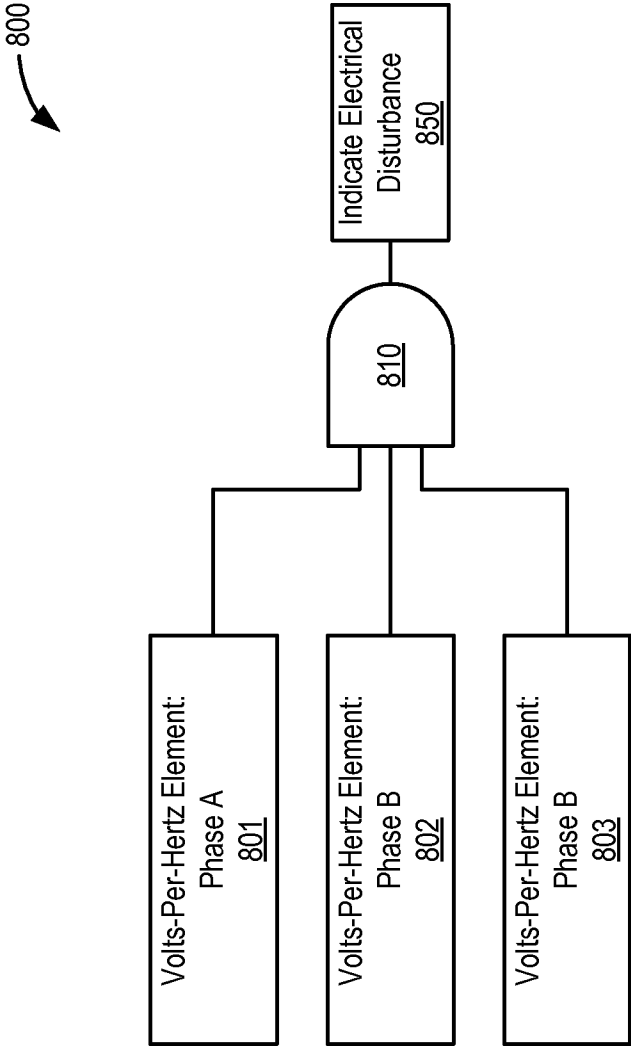 800
Volts-Per-Hertz Element:
Phase A
801
Volts-Per-Hertz Element:
Phase B
802
Volts-Per-Hertz Element:
Phase B
803
810
Indicate Electrical
Disturbance
850